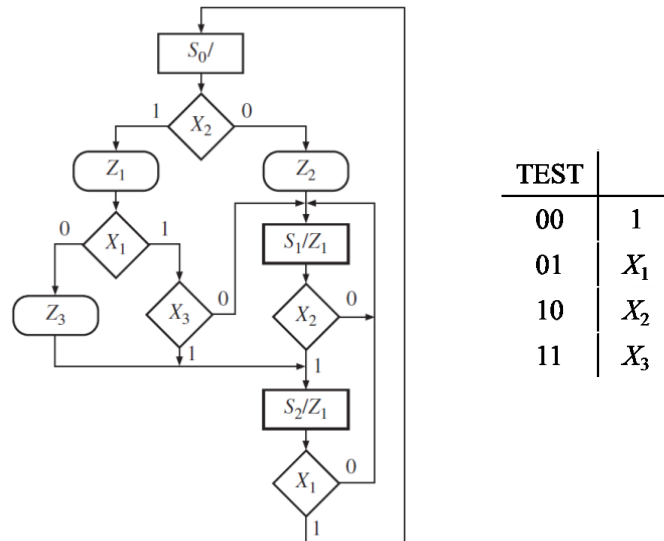 S0/
1 X2 0
Z1 Z2
0 X1 1
S1/Z1
Z3 X3 0 X2 0
1 1
S2/Z1
X1 0
1
TEST
00 1
01 X1
10 X2
11 X3